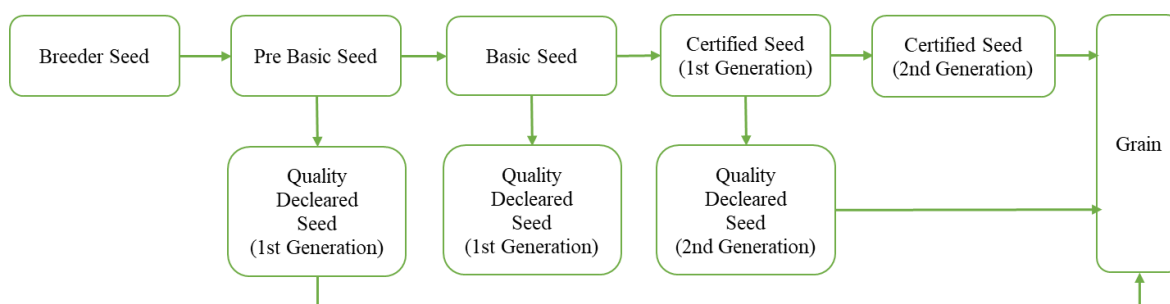 Breeder Seed
Pre Basic Seed
Basic Seed
Certified Seed
(1st Generation)
Certified Seed
(2nd Generation)
Grain
Quality
Decleared
Seed
(1st Generation)
Quality
Decleared
Seed
(1st Generation)
Quality
Decleared
Seed
(2nd Generation)